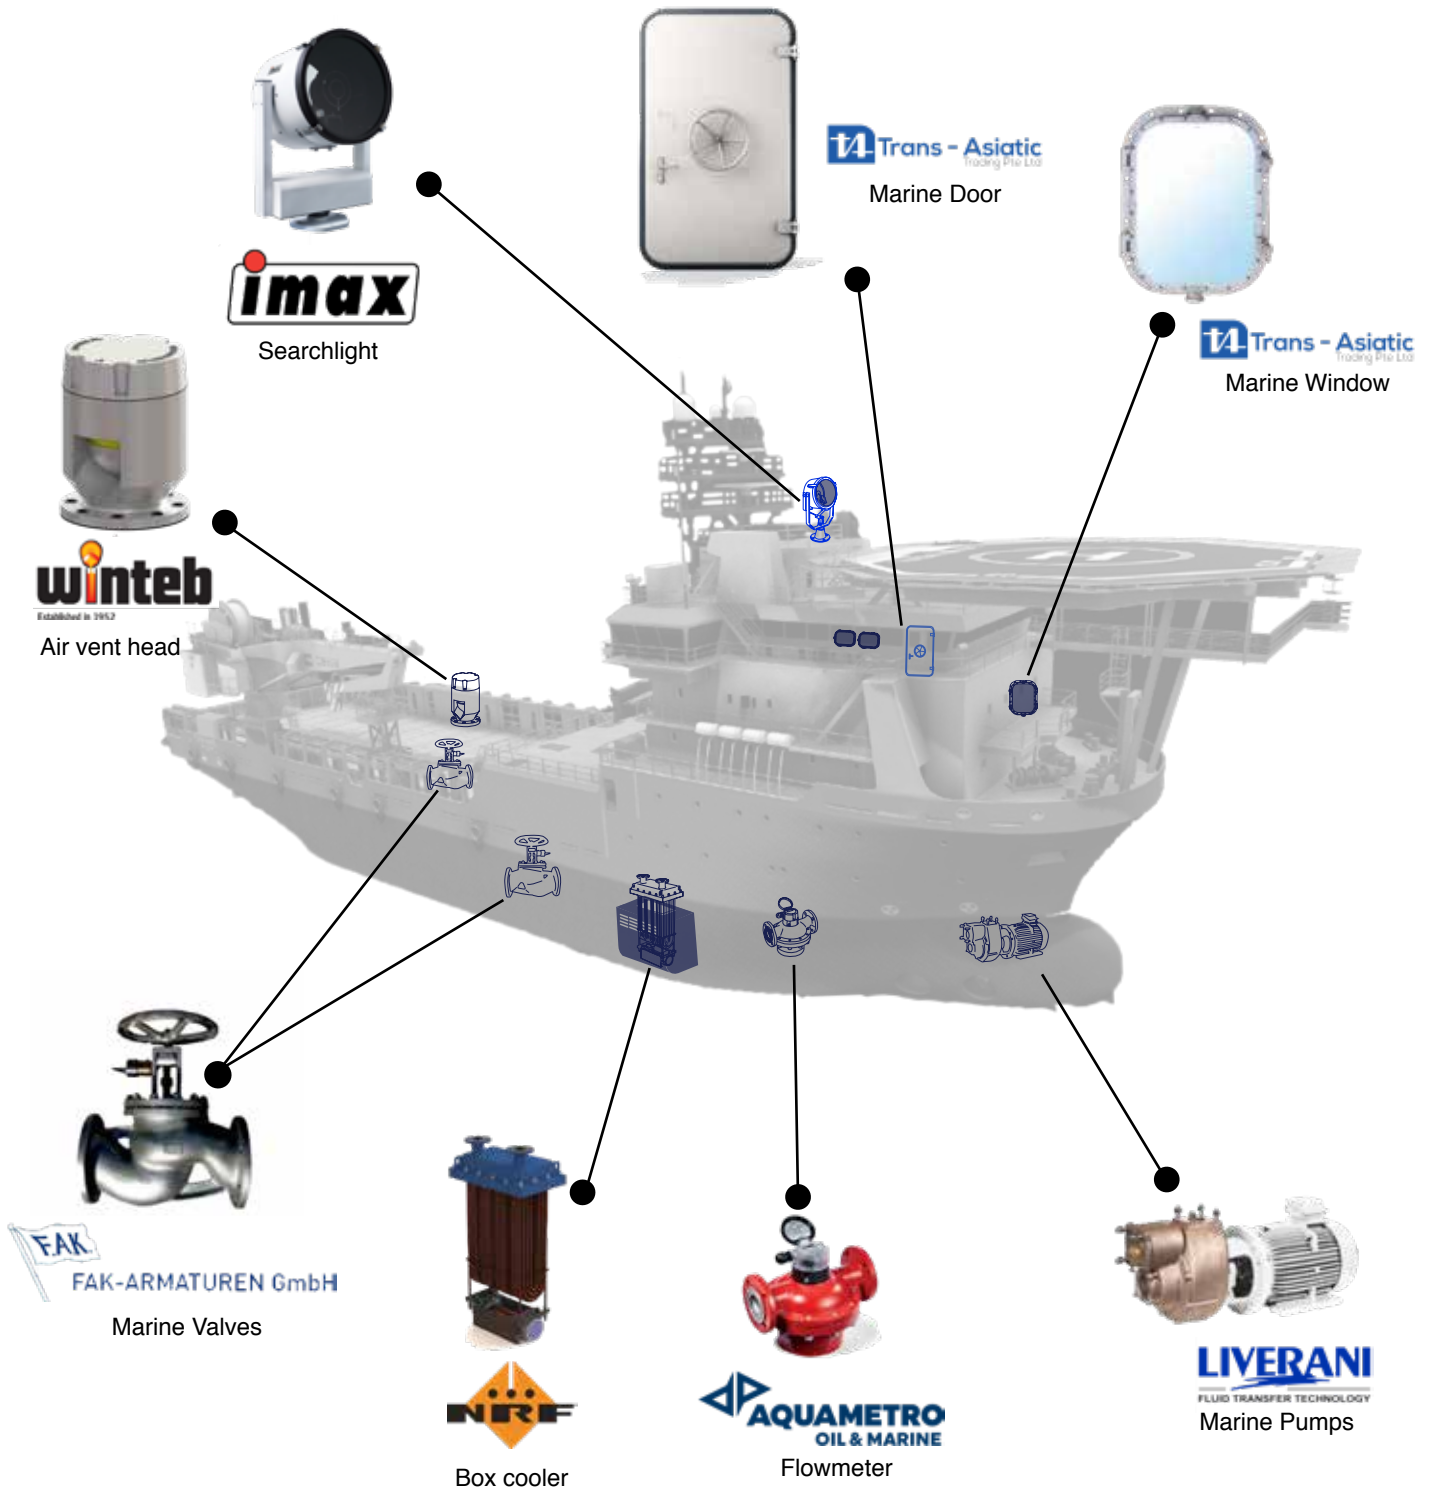 tA Trans - Asiatic
Trading Pte Ltd
Marine Door
imax
Searchlight
tA Trans - Asiatic
Trading Pte Ltd
Marine Window
winteb
Established in 1952
Air vent head
F.A.K.
FAK-ARMATUREN GmbH
Marine Valves
NRF
Box cooler
AQUAMETRO
OIL & MARINE
Flowmeter
LIVERANI
FLUID TRANSFER TECHNOLOGY
Marine Pumps